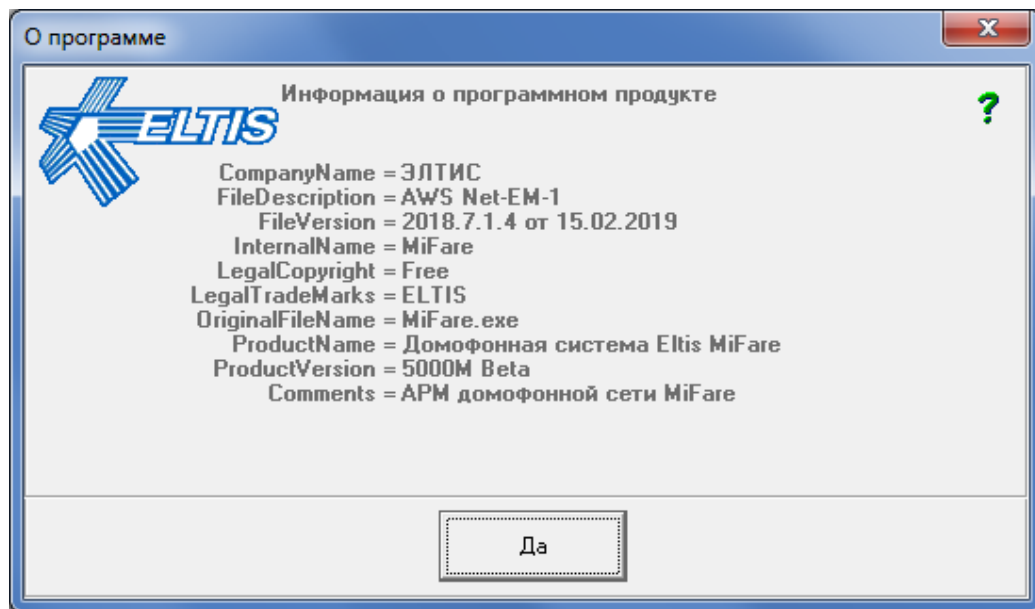 О программе
Информация о программном продукте
?
ELTIS
CompanyName = ЭЛТИС
FileDescription = AWS Net-EM-1
FileVersion = 2018.7.1.4 от 15.02.2019
InternalName = MiFare
LegalCopyright = Free
LegalTradeMarks = ELTIS
OriginalFileName = MiFare.exe
ProductName = Домофонная система Eltis MiFare
ProductVersion = 5000M Beta
Comments = АРМ домофонной сети MiFare
Да